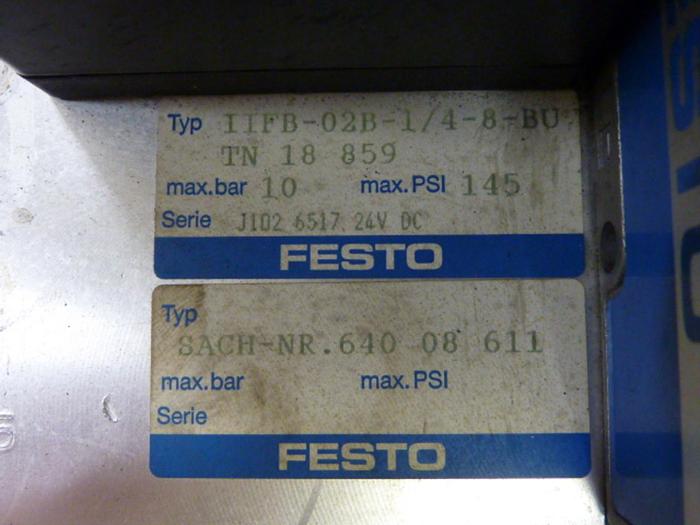 Typ IIFB-02B-1/4-8-BU
TN 18 859
max.bar 10 max.PSI 145
Serie J102 6517 24V DC
FESTO
Typ
SACH-NR.640 08 611
max.bar max.PSI
Serie
FESTO